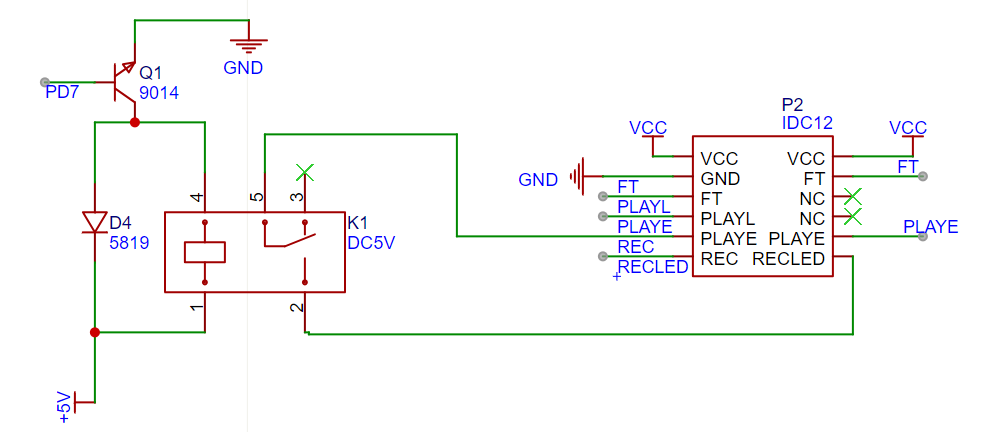 Q1
9014
PD7
GND
D4
5819
+5V
4
5
3
1
2
K1
DC5V
P2
IDC12
VCC
VCC
GND
FT
PLAYL
PLAYE
REC
RECLED
+
VCC
GND
FT
PLAYL
PLAYE
REC
VCC
FT
NC
NC
PLAYE
RECLED
FT
PLAYE